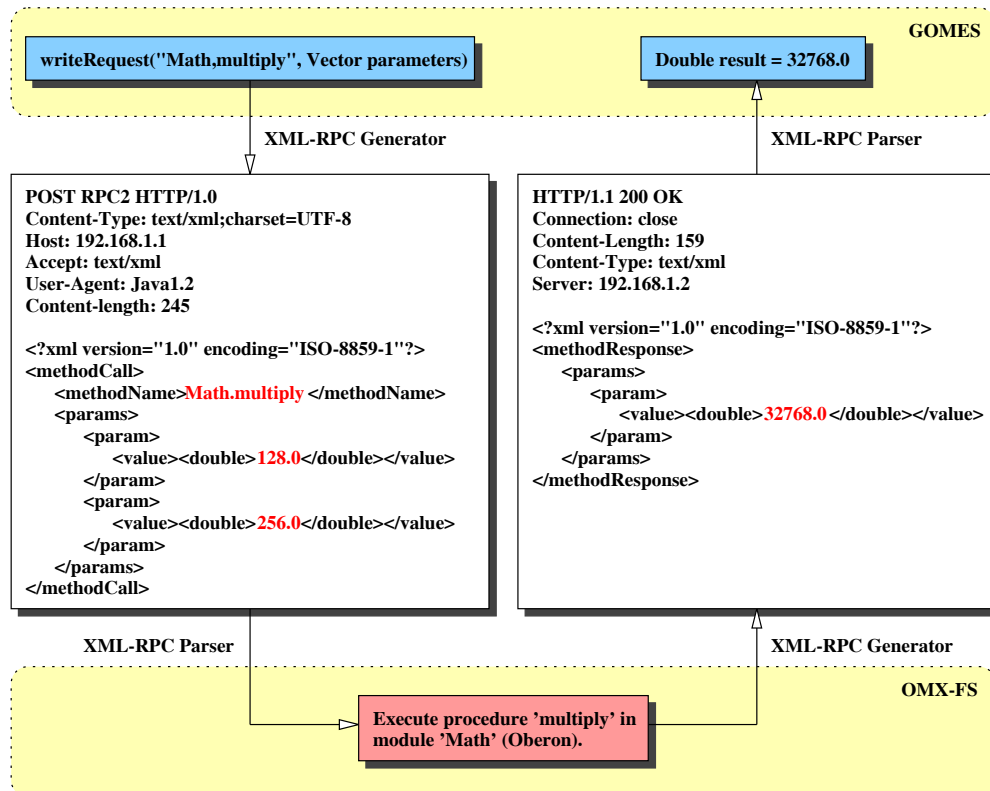 GOMES
writeRequest("Math,multiply", Vector parameters)
Double result = 32768.0
XML-RPC Generator
XML-RPC Parser
POST RPC2 HTTP/1.0
Content-Type: text/xml;charset=UTF-8
Host: 192.168.1.1
Accept: text/xml
User-Agent: Java1.2
Content-length: 245
<?xml version="1.0" encoding="ISO-8859-1"?>
<methodCall>
<methodName>Math.multiply </methodName>
<params>
<param>
<value><double>128.0</double></value>
</param>
<param>
<value><double>256.0</double></value>
</param>
</params>
</methodCall>
HTTP/1.1 200 OK
Connection: close
Content-Length: 159
Content-Type: text/xml
Server: 192.168.1.2
<?xml version="1.0" encoding="ISO-8859-1"?>
<methodResponse>
<params>
<param>
<value><double>32768.0 </double></value>
</param>
</params>
</methodResponse>
XML-RPC Parser
XML-RPC Generator
OMX-FS
Execute procedure ’multiply’ in
module ’Math’ (Oberon).